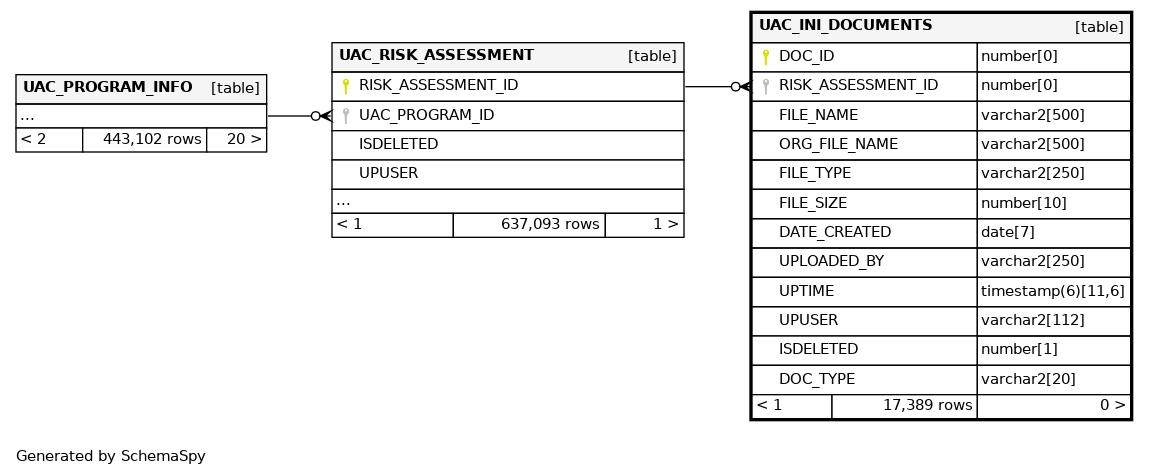 UAC_PROGRAM_INFO [table]
...
< 2 443,102 rows 20 >
UAC_RISK_ASSESSMENT [table]
RISK_ASSESSMENT_ID
UAC_PROGRAM_ID
ISDELETED
UPUSER
...
< 1 637,093 rows 1 >
UAC_INI_DOCUMENTS [table]
DOC_ID number[0]
RISK_ASSESSMENT_ID number[0]
FILE_NAME varchar2[500]
ORG_FILE_NAME varchar2[500]
FILE_TYPE varchar2[250]
FILE_SIZE number[10]
DATE_CREATED date[7]
UPLOADED_BY varchar2[250]
UPTIME timestamp(6)[11,6]
UPUSER varchar2[112]
ISDELETED number[1]
DOC_TYPE varchar2[20]
< 1 17,389 rows 0 >
Generated by SchemaSpy